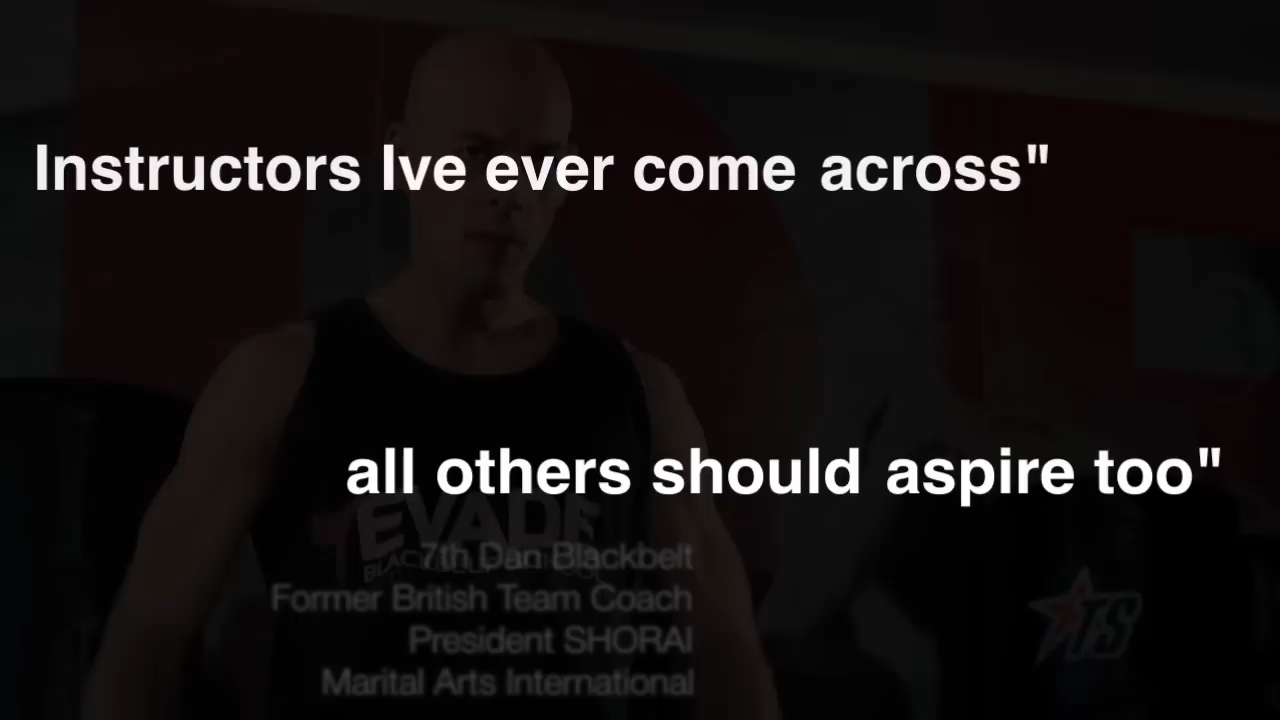 Instructors Ive ever come across"
all others should aspire too"
EVADE
7th Dan Blackbelt
Former British Team Coach
President SHORAI
Marital Arts International
TS